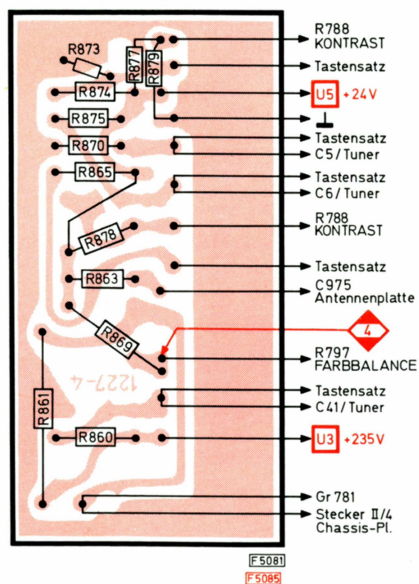 R788
KONTRAST
R873
R877
R879
Tastensatz
R874
U5 +24V
R875
Tastensatz
R870
C5/Tuner
R865
Tastensatz
C6/Tuner
R788
KONTRAST
R878
Tastensatz
R863
C975
Antennenplatte
4
R869
R797
FARBBALANCE
1227-4
R861
Tastensatz
C41/Tuner
R860
U3 +235V
Gr 781
Stecker II/4
Chassis-Pl.
F5081
F5085